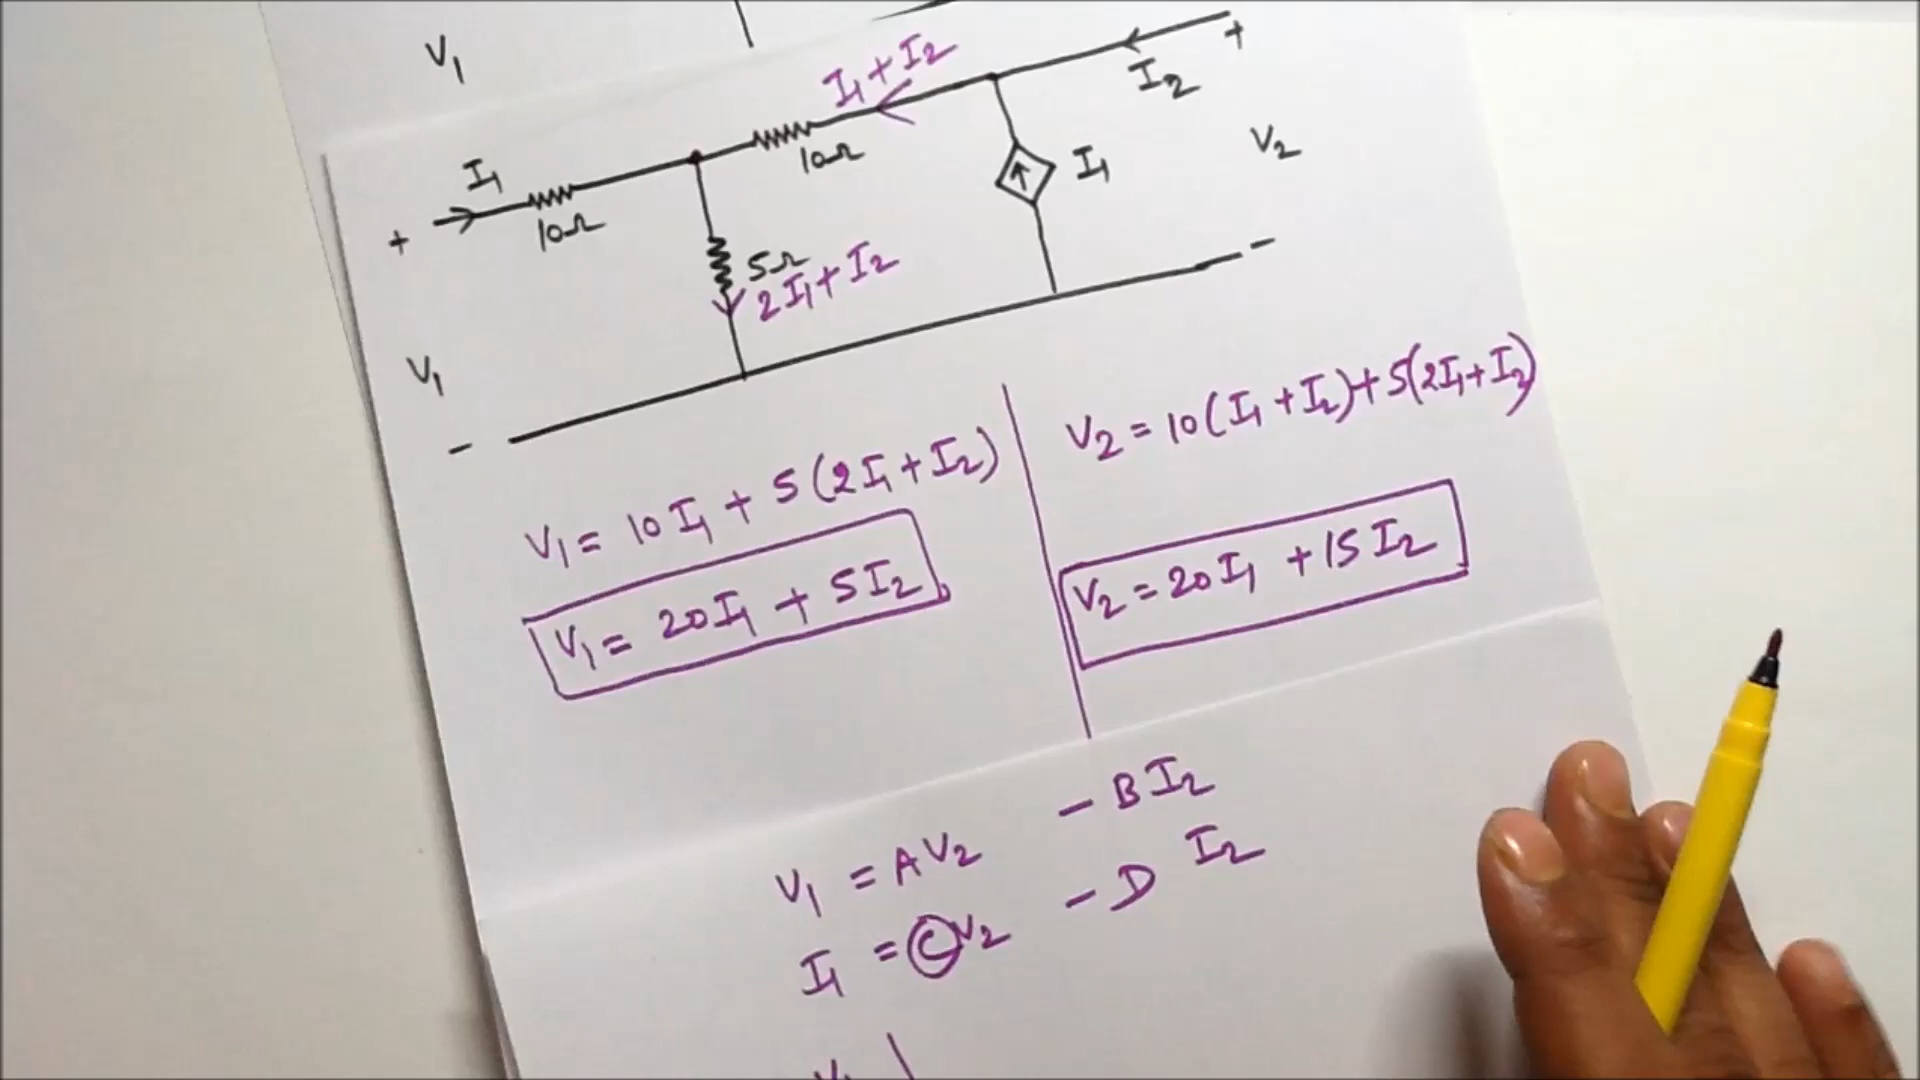 V1
I1+I2
+
I2
10Ω
V2
I1
I1
10Ω
+
5Ω
2I1+I2
-
V1
-
V2 = 10(I1+I2)+5(2I1+I2)
V1 = 10I1 + 5(2I1+I2)
V2 = 20I1 + 15I2
V1 = 20I1 + 5I2
V1 = AV2 - BI2
I1 = CV2 - D I2
V1